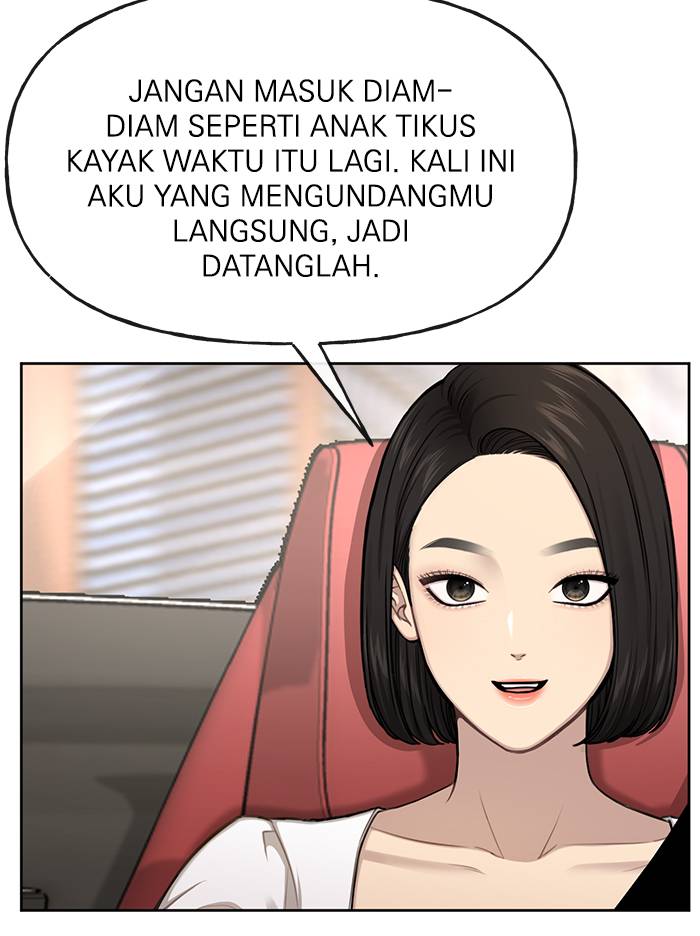 JANGAN MASUK DIAM-
DIAM SEPERTI ANAK TIKUS
KAYAK WAKTU ITU LAGI. KALI INI
AKU YANG MENGUNDANGMU
LANGSUNG, JADI
DATANGLAH.